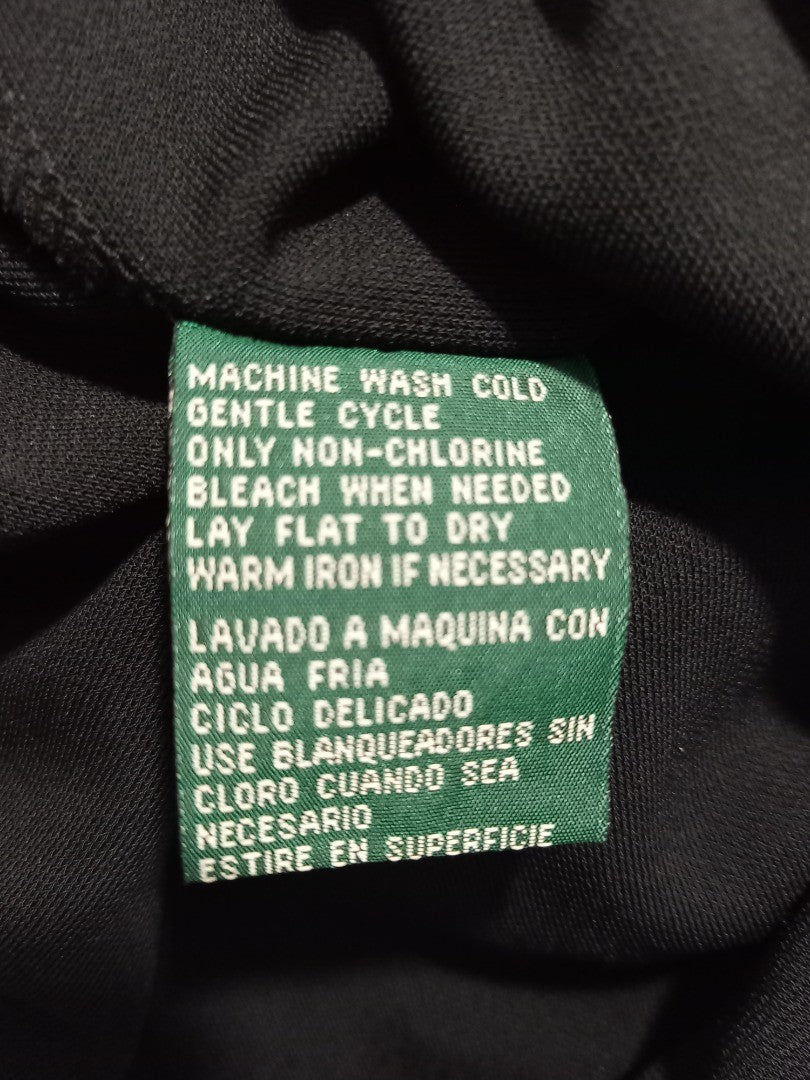 MACHINE WASH COLD
GENTLE CYCLE
ONLY NON-CHLORINE
BLEACH WHEN NEEDED
LAY FLAT TO DRY
WARM IRON IF NECESSARY
LAVADO A MAQUINA CON
AGUA FRIA
CICLO DELICADO
USE BLANQUEADORES SIN
CLORO CUANDO SEA
NECESARIO
ESTIRE EN SUPERFICIE